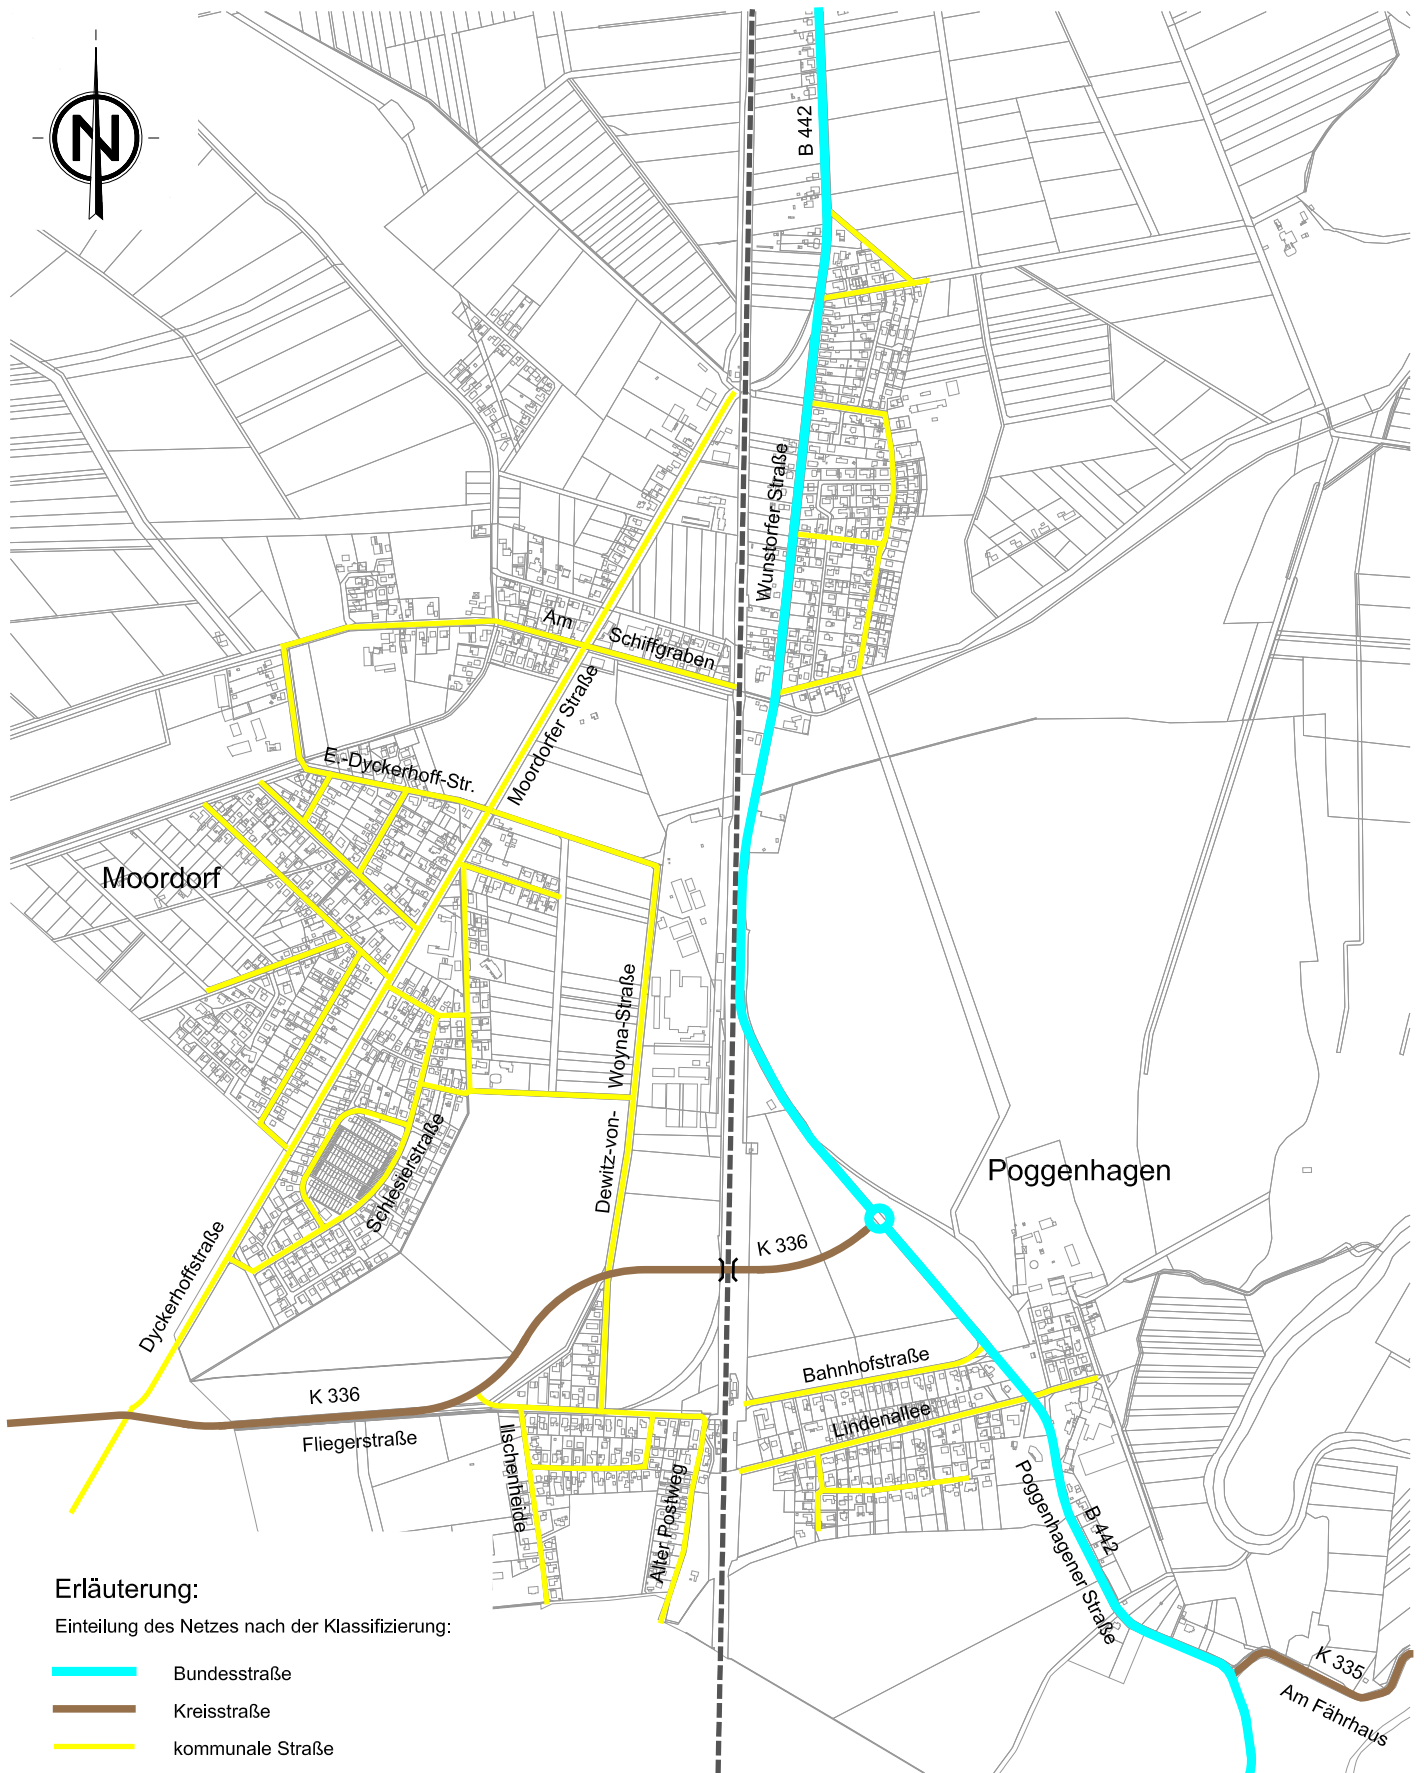 N
B 442
Wunstorfer Straße
Am
Schiffgraben
Moordorfer Straße
E.-Dyckerhoff-Str.
Moordorf
Woyna-Straße
Dewitz-von-
Schlesierstraße
Poggenhagen
Dyckerhoffstraße
K 336
K 336
Bahnhofstraße
Lindenallee
Fliegerstraße
Ilschenheide
Alter Postweg
B 442
Poggenhagener Straße
K 335
Am Fährhaus
Erläuterung:
Einteilung des Netzes nach der Klassifizierung:
Bundesstraße
Kreisstraße
kommunale Straße